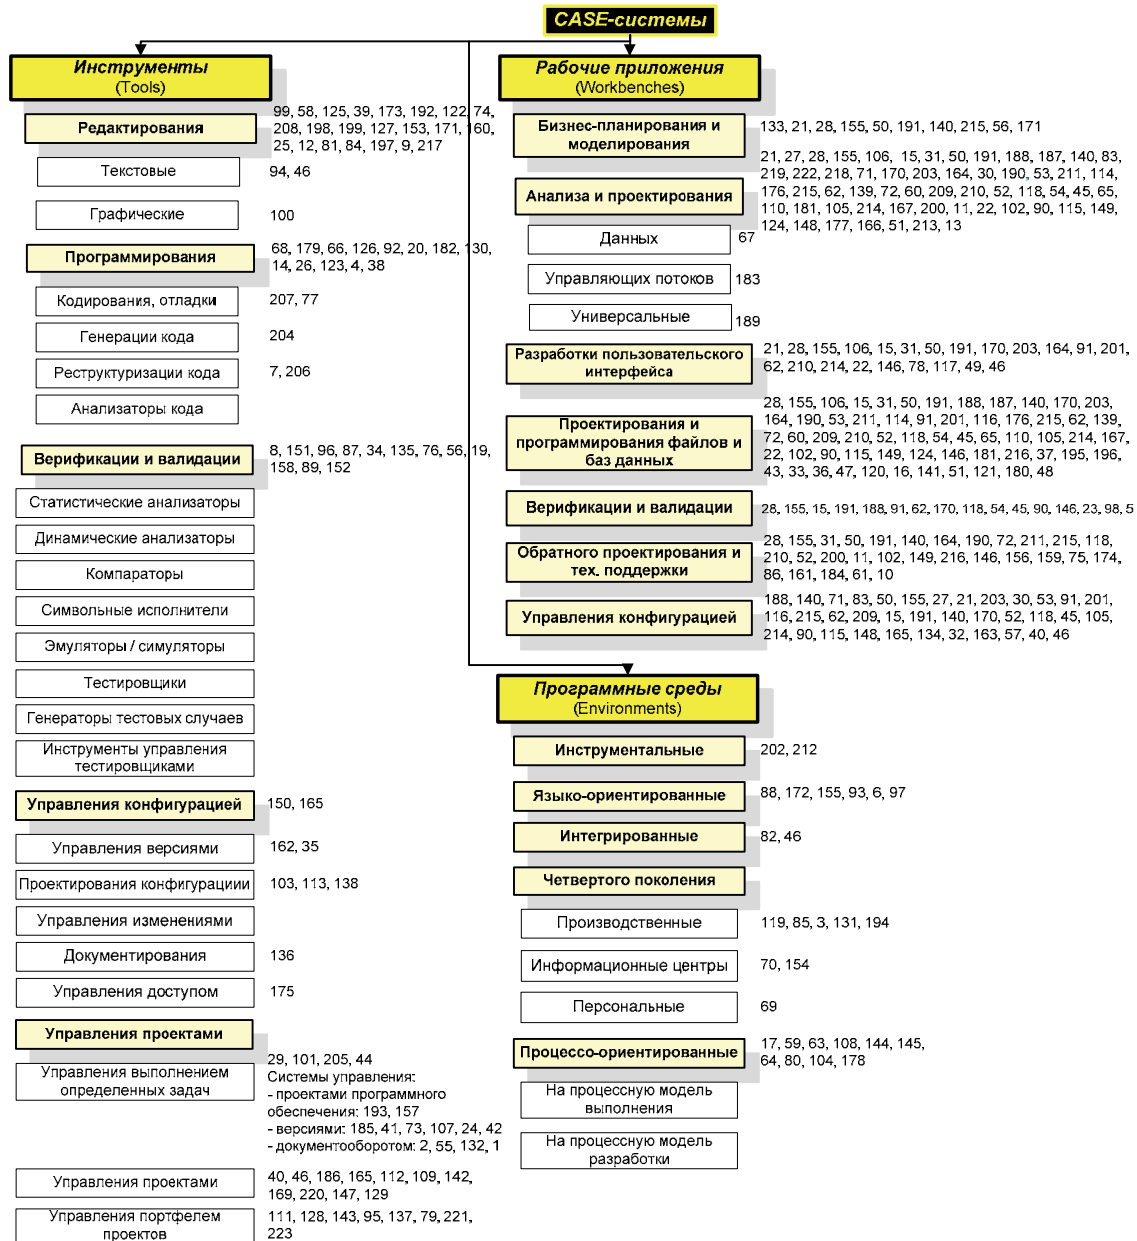 CASE-системы
Инструменты
(Tools)
Редактирования
99, 58, 125, 39, 173, 192, 122, 74,
208, 198, 199, 127, 153, 171, 160,
25, 12, 81, 84, 197, 9, 217
Текстовые
94, 46
Графические
100
Программирования
68, 179, 66, 126, 92, 20, 182, 130,
14, 26, 123, 4, 38
Кодирования, отладки
207, 77
Генерации кода
204
Реструктуризации кода
7, 206
Анализаторы кода
Верификации и валидации
8, 151, 96, 87, 34, 135, 76, 56, 19,
158, 89, 152
Статистические анализаторы
Динамические анализаторы
Компараторы
Символьные исполнители
Эмуляторы / симуляторы
Тестировщики
Генераторы тестовых случаев
Инструменты управления
тестировщиками
Управления конфигурацией
150, 165
Управления версиями
162, 35
Проектирования конфигурациии
103, 113, 138
Управления изменениями
Документирования
136
Управления доступом
175
Управления проектами
29, 101, 205, 44
Управления выполнением
определенных задач
Системы управления:
- проектами программного
обеспечения: 193, 157
- версиями: 185, 41, 73, 107, 24, 42
- документооборотом: 2, 55, 132, 1
Управления проектами
40, 46, 186, 165, 112, 109, 142,
169, 220, 147, 129
Управления портфелем
проектов
111, 128, 143, 95, 137, 79, 221,
223
Рабочие приложения
(Workbenches)
Бизнес-планирования и
моделирования
133, 21, 28, 155, 50, 191, 140, 215, 56, 171
Анализа и проектирования
21, 27, 28, 155, 106, 15, 31, 50, 191, 188, 187, 140, 83,
219, 222, 218, 71, 170, 203, 164, 30, 190, 53, 211, 114,
176, 215, 62, 139, 72, 60, 209, 210, 52, 118, 54, 45, 65,
110, 181, 105, 214, 167, 200, 11, 22, 102, 90, 115, 149,
124, 148, 177, 166, 51, 213, 13
Данных
67
Управляющих потоков
183
Универсальные
189
Разработки пользовательского
интерфейса
21, 28, 155, 106, 15, 31, 50, 191, 170, 203, 164, 91, 201,
62, 210, 214, 22, 146, 78, 117, 49, 46
Проектирования и
программирования файлов и
баз данных
28, 155, 106, 15, 31, 50, 191, 188, 187, 140, 170, 203,
164, 190, 53, 211, 114, 91, 201, 116, 176, 215, 62, 139,
72, 60, 209, 210, 52, 118, 54, 45, 65, 110, 105, 214, 167,
22, 102, 90, 115, 149, 124, 146, 181, 216, 37, 195, 196,
43, 33, 36, 47, 120, 16, 141, 51, 121, 180, 48
Верификации и валидации
28, 155, 15, 191, 188, 91, 62, 170, 118, 54, 45, 90, 146, 23, 98, 5
Обратного проектирования и
тех. поддержки
28, 155, 31, 50, 191, 140, 164, 190, 72, 211, 215, 118,
210, 52, 200, 11, 102, 149, 216, 146, 156, 159, 75, 174,
86, 161, 184, 61, 10
Управления конфигурацией
188, 140, 71, 83, 50, 155, 27, 21, 203, 30, 53, 91, 201,
116, 215, 62, 209, 15, 191, 140, 170, 52, 118, 45, 105,
214, 90, 115, 148, 165, 134, 32, 163, 57, 40, 46
Программные среды
(Environments)
Инструментальные
202, 212
Языко-ориентированные
88, 172, 155, 93, 6, 97
Интегрированные
82, 46
Четвертого поколения
Производственные
119, 85, 3, 131, 194
Информационные центры
70, 154
Персональные
69
Процессо-ориентированные
17, 59, 63, 108, 144, 145,
64, 80, 104, 178
На процессную модель
выполнения
На процессную модель
разработки